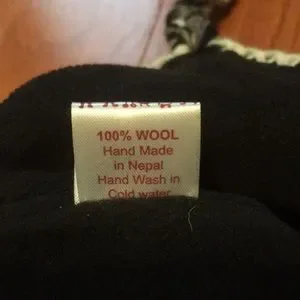 100% WOOL
Hand Made
in Nepal
Hand Wash in
Cold water